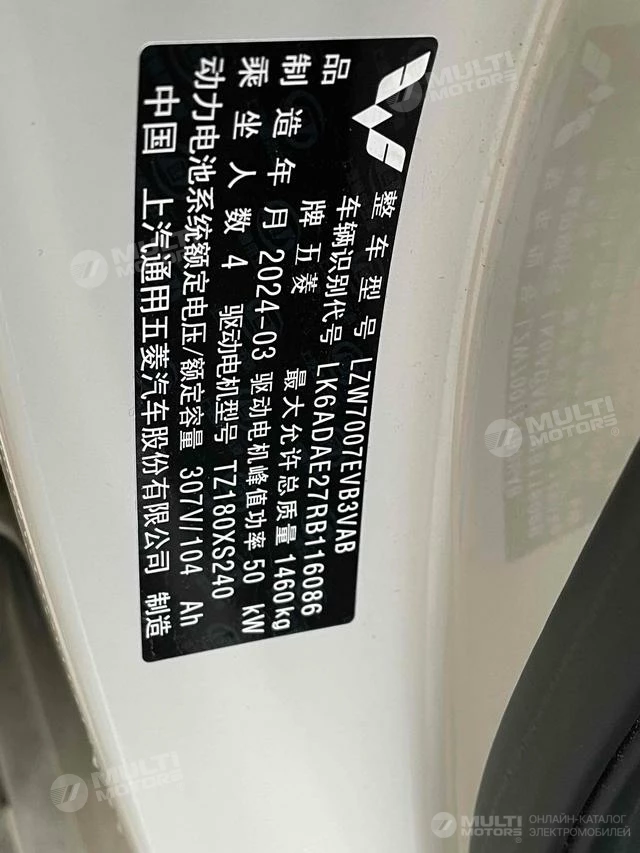 整车型号 LZW7007EVB3VAB
车辆识别代号 LK6ADAE27RB116086
品牌 五菱 最大允许总质量 1460kg
制造年月 2024-03 驱动电机峰值功率 50 kW
乘坐人数 4 驱动电机型号 TZ180XS240
动力电池系统额定电压/额定容量 307V/104 Ah
中国 上汽通用五菱汽车股份有限公司 制造
MULTI MOTORS
MULTI MOTORS
MULTI MOTORS
MULTI MOTORS
MULTI MOTORS
ОНЛАЙН-КАТАЛОГ
ЭЛЕКТРОМОБИЛЕЙ